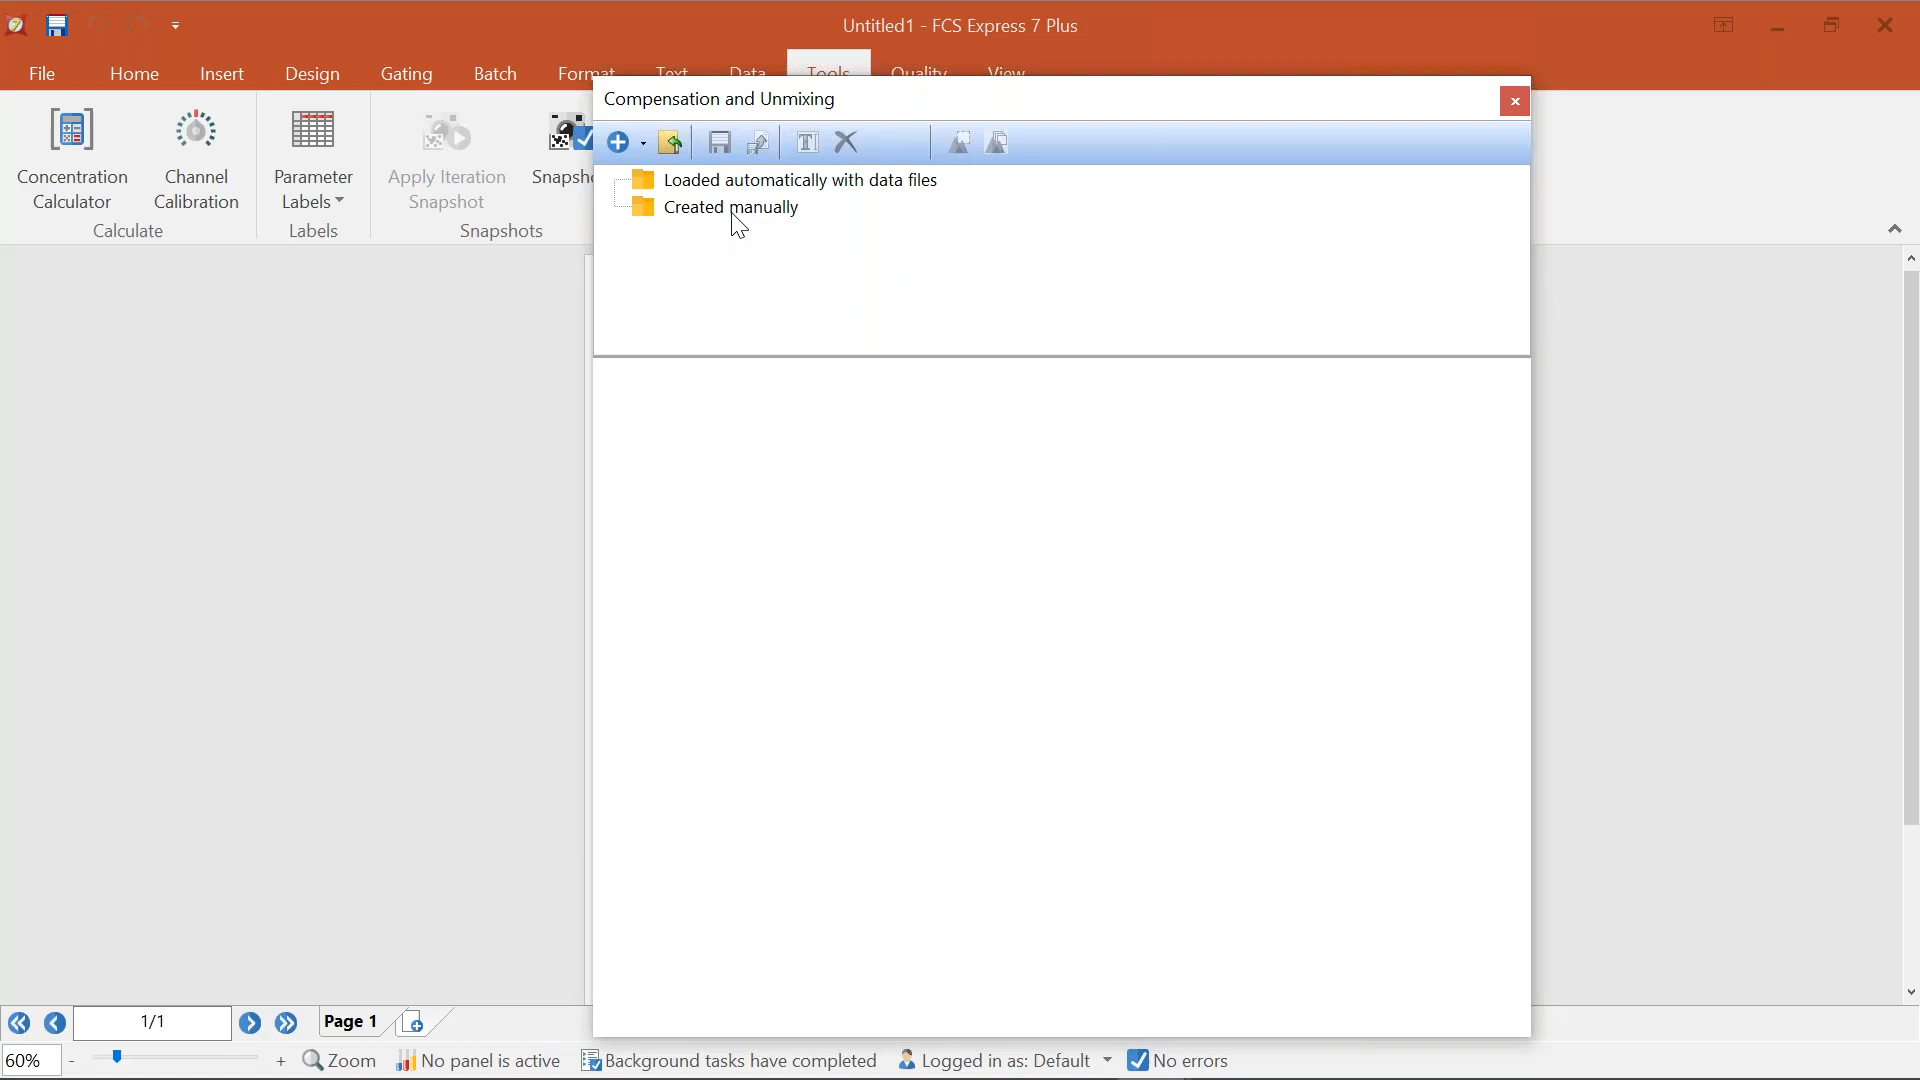 Untitled1 - FCS Express 7 Plus
File Home Insert Design Gating Batch Format Text Data Tools Quality View
Compensation and Unmixing
Concentration Calculator
Channel Calibration
Parameter Labels
Apply Iteration Snapshot
Calculate
Labels
Snapshots
Loaded automatically with data files
Created manually
1/1
Page 1
60% - + Zoom No panel is active Background tasks have completed Logged in as: Default No errors